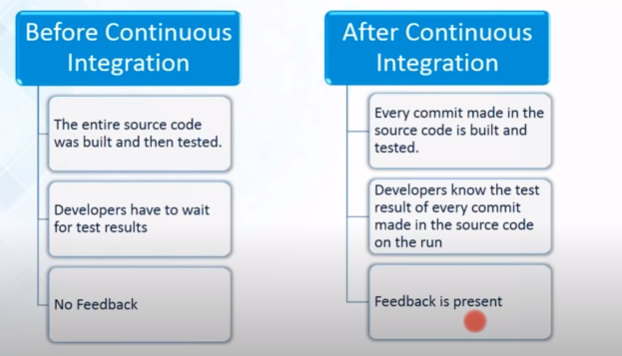 Before Continuous
Integration
The entire source code
was built and then tested.
Developers have to wait
for test results
No Feedback
After Continuous
Integration
Every commit made in the
source code is built and
tested.
Developers know the test
result of every commit
made in the source code
on the run
Feedback is present